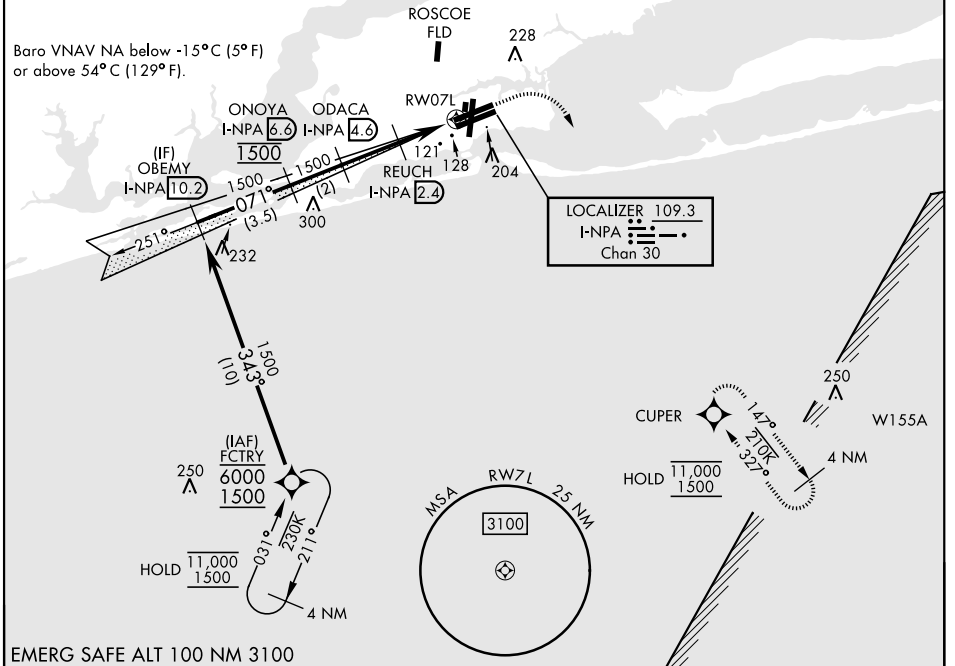 ROSCOE
FLD
228
Baro VNAV NA below -15°C (5°F)
or above 54°C (129°F).
RW07L
ONOYA
I-NPA 6.6
1500
ODACA
I-NPA 4.6
(IF)
OBEMY
I-NPA 10.2
1500
1500
071°
(3.5)
(2)
251°
232
300
121
128
204
REUCH
I-NPA 2.4
LOCALIZER 109.3
I-NPA
Chan 30
1500
343°
(10)
(IAF)
FCTRY
6000
1500
250
230K
031°
211°
HOLD 11,000
1500
4 NM
MSA RW7L 25 NM
3100
CUPER
147°
210K
327°
HOLD 11,000
1500
4 NM
250
W155A
EMERG SAFE ALT 100 NM 3100